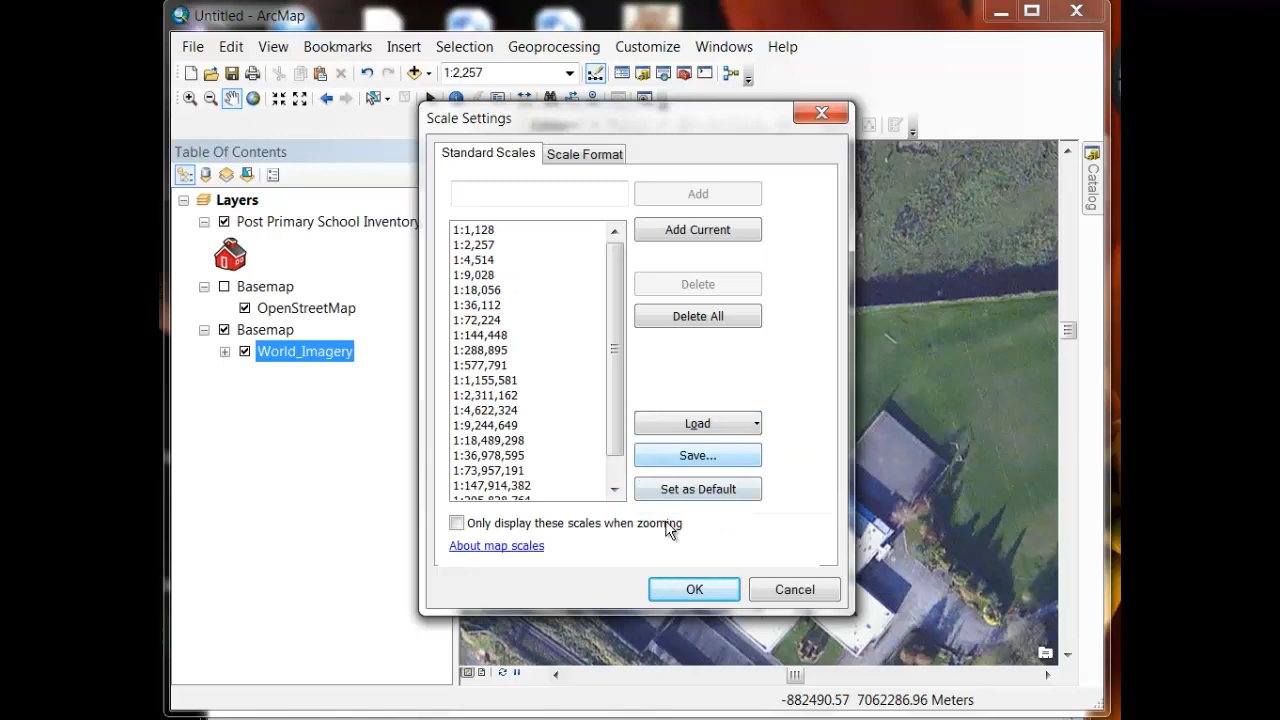 Untitled - ArcMap
File Edit View Bookmarks Insert Selection Geoprocessing Customize Windows Help
1:2,257
Scale Settings
Table Of Contents
Standard Scales Scale Format
Catalog
Add
Layers
Post Primary School Inventory
Add Current
1:1,128
1:2,257
1:4,514
1:9,028
Basemap
Delete
1:18,056
OpenStreetMap
1:36,112
Delete All
1:72,224
Basemap
1:144,448
World_Imagery
1:288,895
1:577,791
1:1,155,581
1:2,311,162
1:4,622,324
Load
1:9,244,649
1:18,489,298
Save...
1:36,978,595
1:73,957,191
1:147,914,382
Set as Default
1:295,828,764
Only display these scales when zooming
About map scales
OK Cancel
-882490.57 7062286.96 Meters